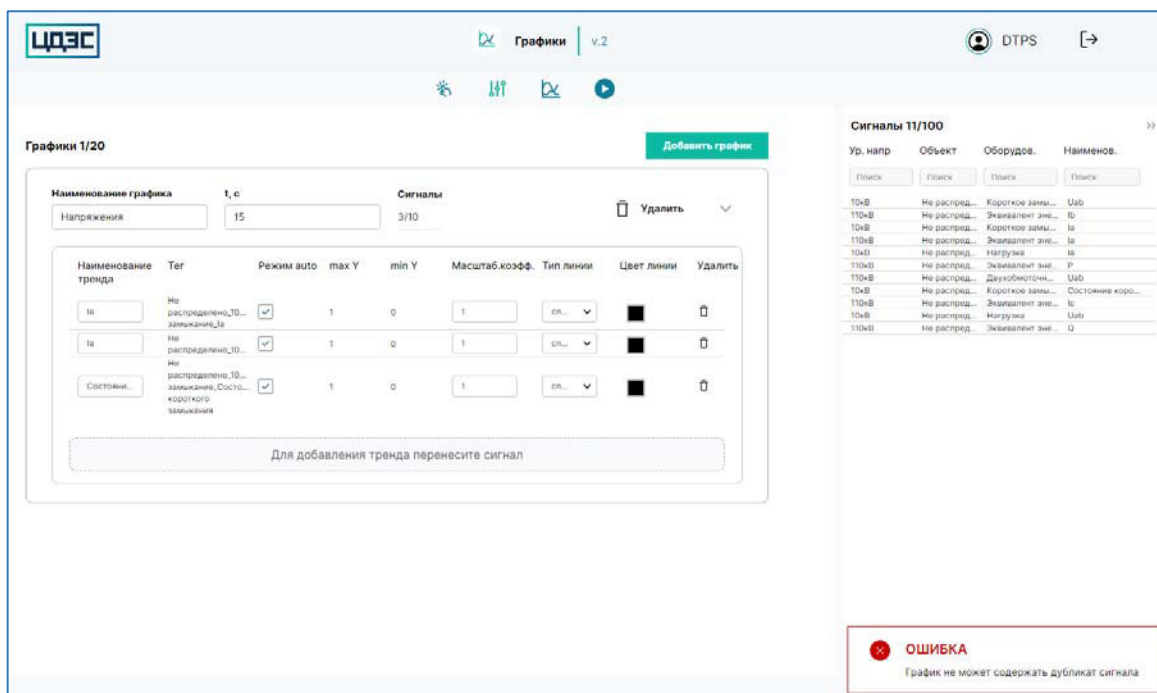 ЦДЭС
Графики
v.2
DTPS
Графики 1/20
Добавить график
Наименование графика
t, c
Сигналы
Напряжения
15
3/10
Удалить
Наименование тренда
Тег
Режим auto
max Y
min Y
Масштаб.коэфф.
Тип линии
Цвет линии
Удалить
Ia
Не
распределено_10...
замыкание_Ia
1
0
1
сп...
Ia
Не
распределено_10...
1
0
1
сп...
Состояни...
Не
распределено_10...
замыкание_Состо...
короткого
замыкания
1
0
1
сп...
Для добавления тренда перенесите сигнал
Сигналы 11/100
Ур. напр
Объект
Оборудов.
Наименов.
Поиск
Поиск
Поиск
Поиск
10кВ Не распред... Короткое замы... Uab
110кВ Не распред... Эквивалент эне... Ib
10кВ Не распред... Короткое замы... Ia
110кВ Не распред... Эквивалент эне... Ia
10кВ Не распред... Нагрузка Ia
110кВ Не распред... Эквивалент эне... P
110кВ Не распред... Двухобмоточн... Uab
10кВ Не распред... Короткое замы... Состояние коро...
110кВ Не распред... Эквивалент эне... Ic
10кВ Не распред... Нагрузка Uab
110кВ Не распред... Эквивалент эне... Q
ОШИБКА
График не может содержать дубликат сигнала